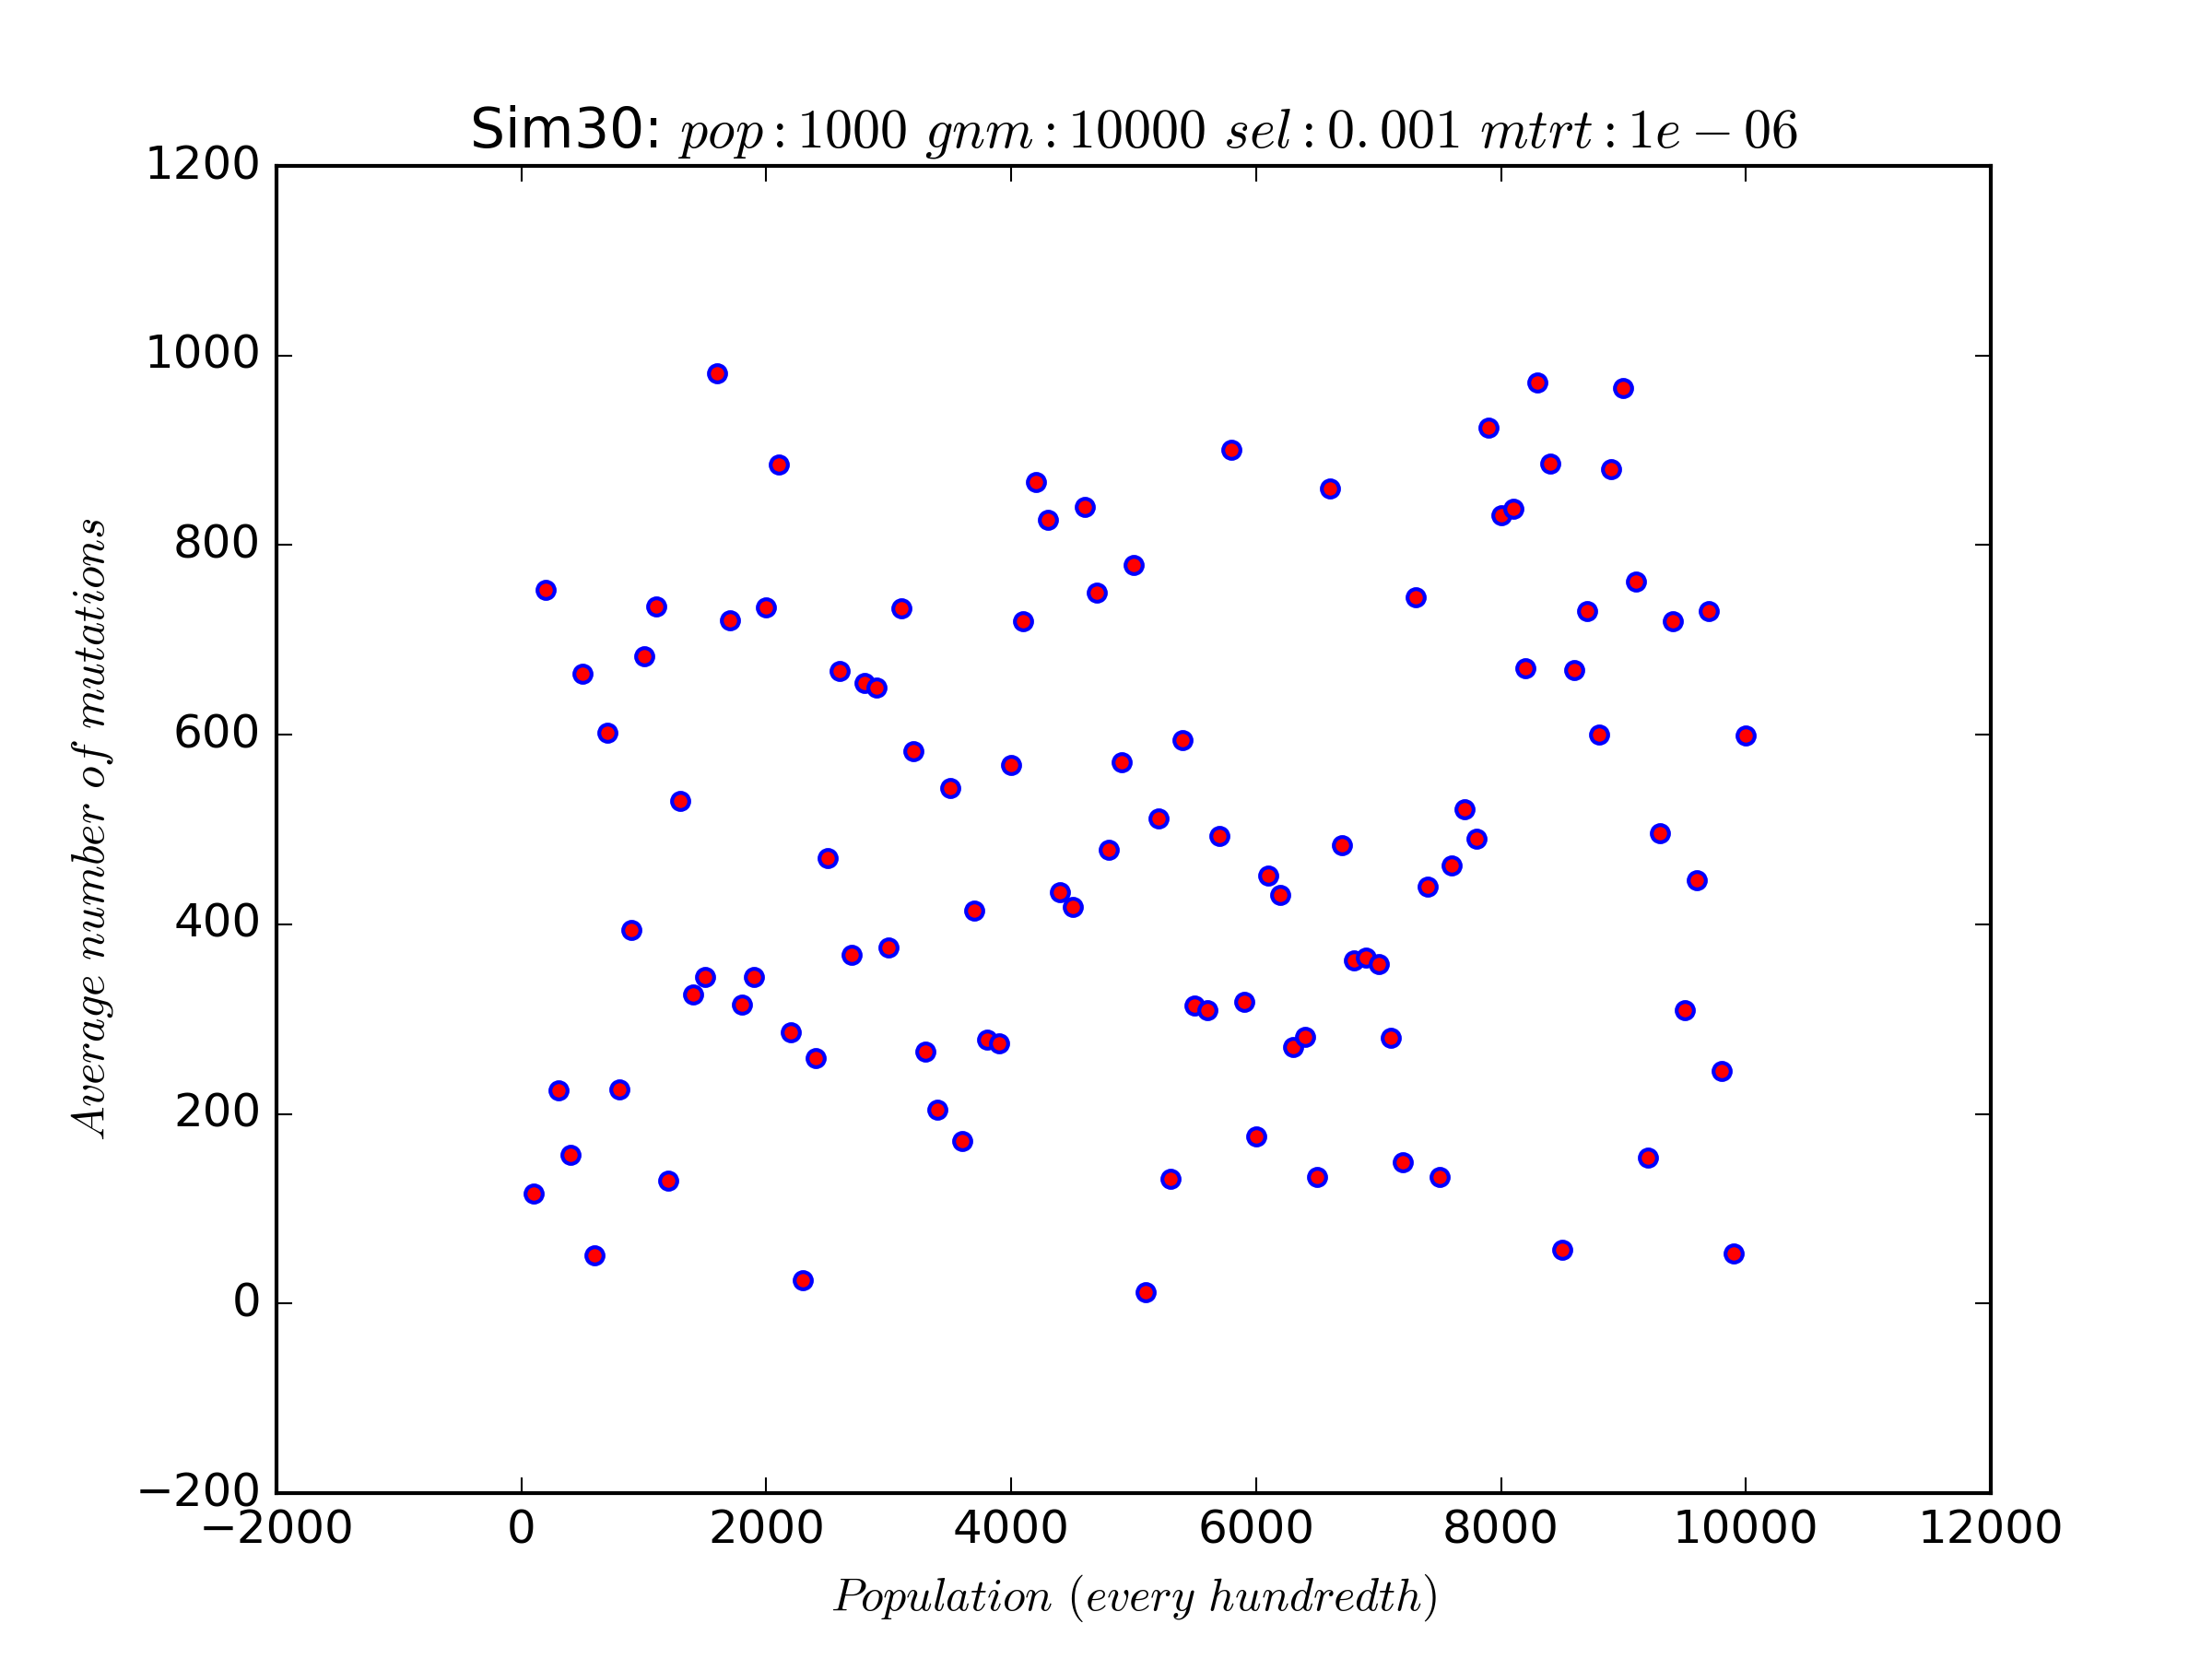 Sim30: pop : 1000 gnm : 10000 sel : 0.001 mtrt : 1e − 06
1200
1000
800
600
400
200
0
−200
Average number of mutations
−2000 0 2000 4000 6000 8000 10000 12000
Population (every hundredth)